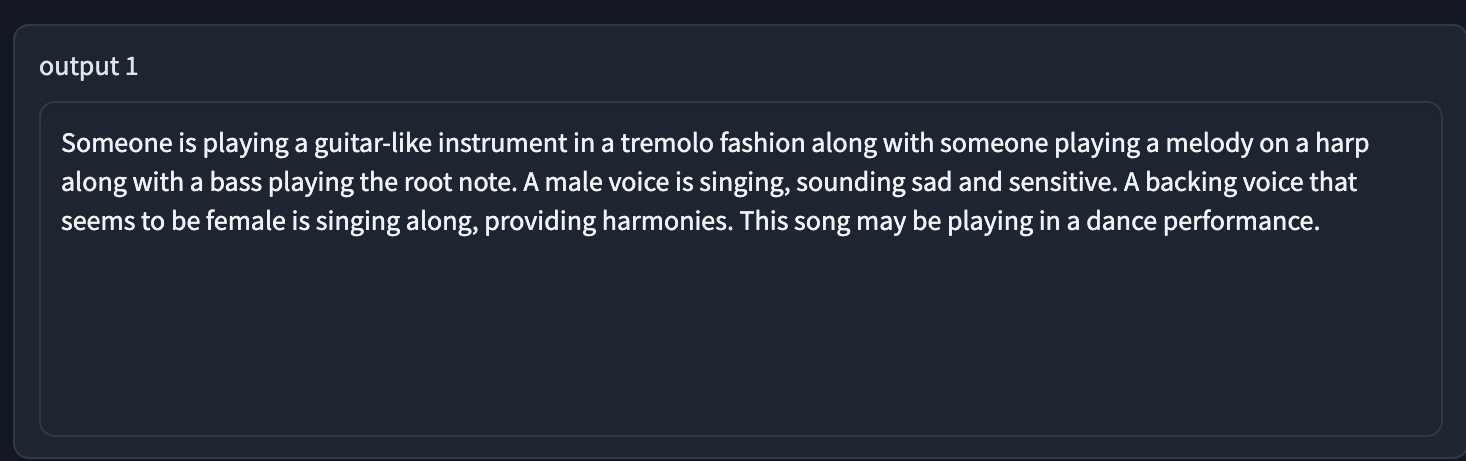 output 1
Someone is playing a guitar-like instrument in a tremolo fashion along with someone playing a melody on a harp
along with a bass playing the root note. A male voice is singing, sounding sad and sensitive. A backing voice that
seems to be female is singing along, providing harmonies. This song may be playing in a dance performance.